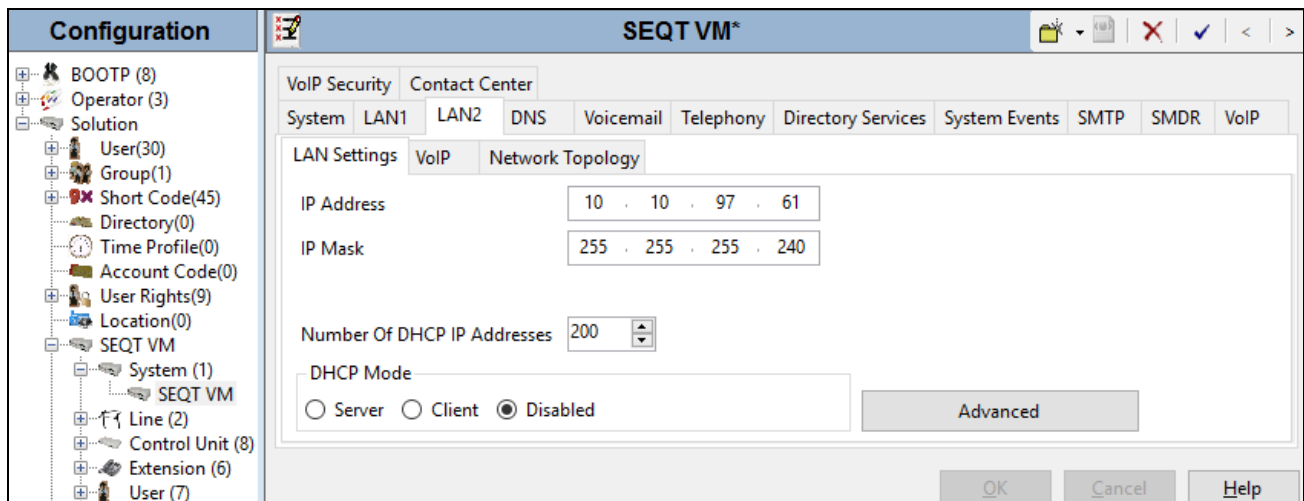 Configuration
SEQT VM*
BOOTP (8)
Operator (3)
Solution
User(30)
Group(1)
Short Code(45)
Directory(0)
Time Profile(0)
Account Code(0)
User Rights(9)
Location(0)
SEQT VM
System (1)
SEQT VM
Line (2)
Control Unit (8)
Extension (6)
User (7)
VoIP Security Contact Center
System LAN1 LAN2 DNS Voicemail Telephony Directory Services System Events SMTP SMDR VoIP
LAN Settings VoIP Network Topology
IP Address 10 . 10 . 97 . 61
IP Mask 255 . 255 . 255 . 240
Number Of DHCP IP Addresses 200
DHCP Mode
Server Client Disabled
Advanced
OK Cancel Help